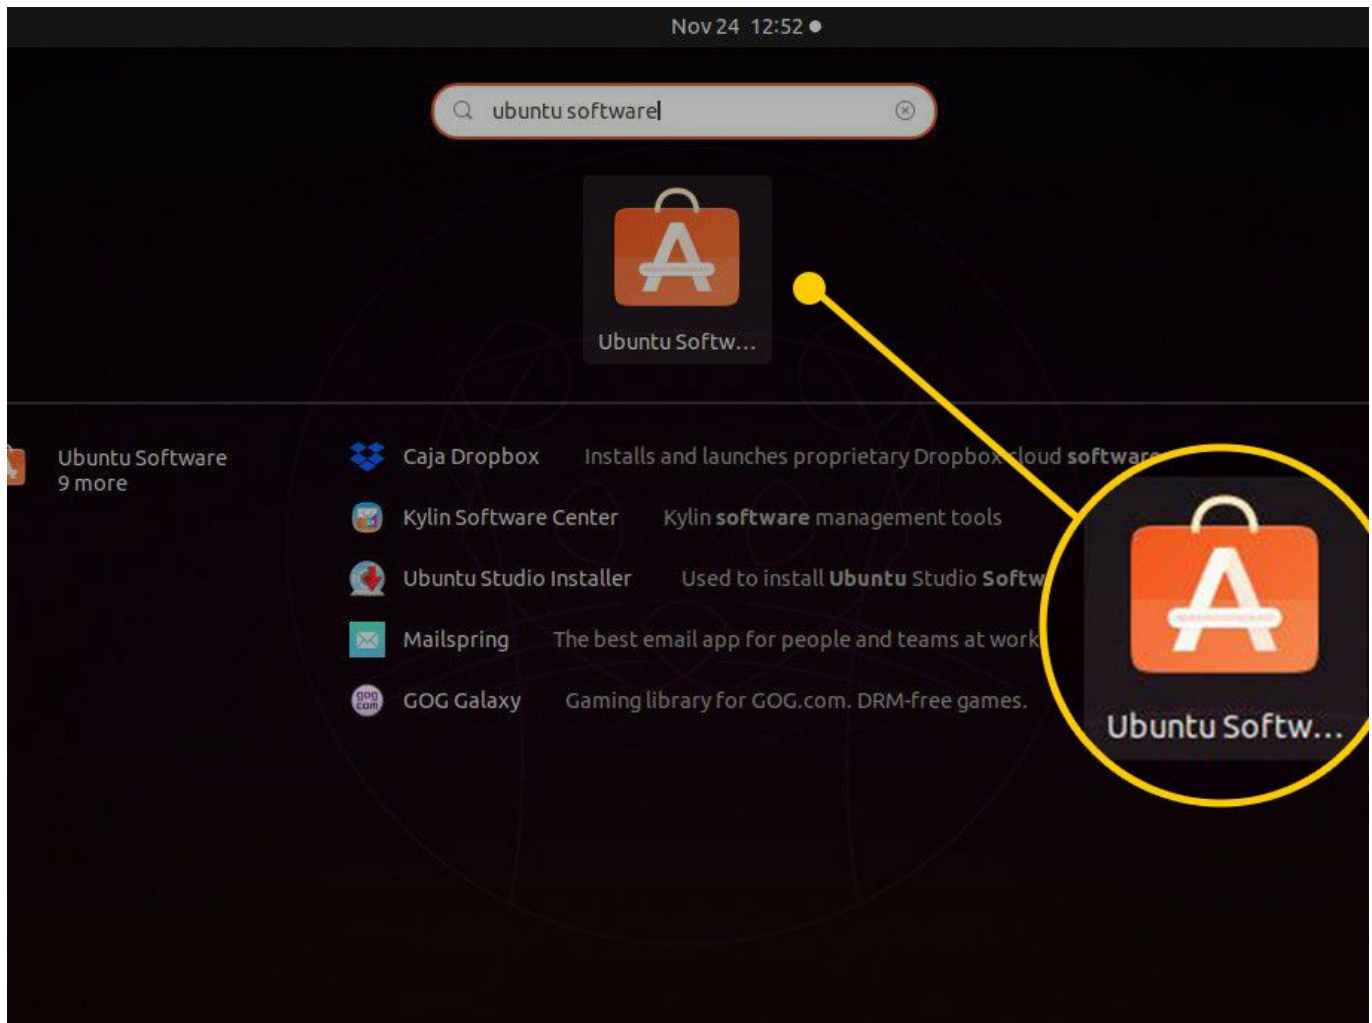 Nov 24 12:52
ubuntu software
Ubuntu Softw...
Ubuntu Software
9 more
Caja Dropbox Installs and launches proprietary Dropbox cloud software
Kylin Software Center Kylin software management tools
Ubuntu Studio Installer Used to install Ubuntu Studio Softw
Mailspring The best email app for people and teams at work
gog com GOG Galaxy Gaming library for GOG.com. DRM-free games.
Ubuntu Softw...